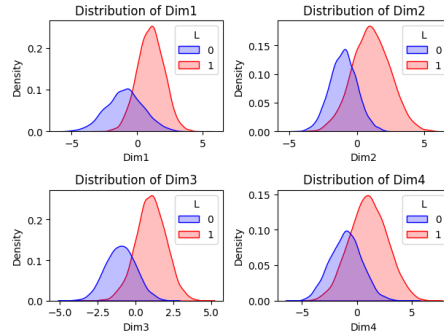 Distribution of Dim1
Density
0.2
0.1
0.0
L
0
1
−5
0
5
Dim1
Distribution of Dim2
Density
0.15
0.10
0.05
0.00
L
0
1
−5
0
5
Dim2
Distribution of Dim3
Density
0.2
0.1
0.0
L
0
1
−5.0
−2.5
0.0
2.5
5.0
Dim3
Distribution of Dim4
Density
0.15
0.10
0.05
0.00
L
0
1
−5
0
5
Dim4